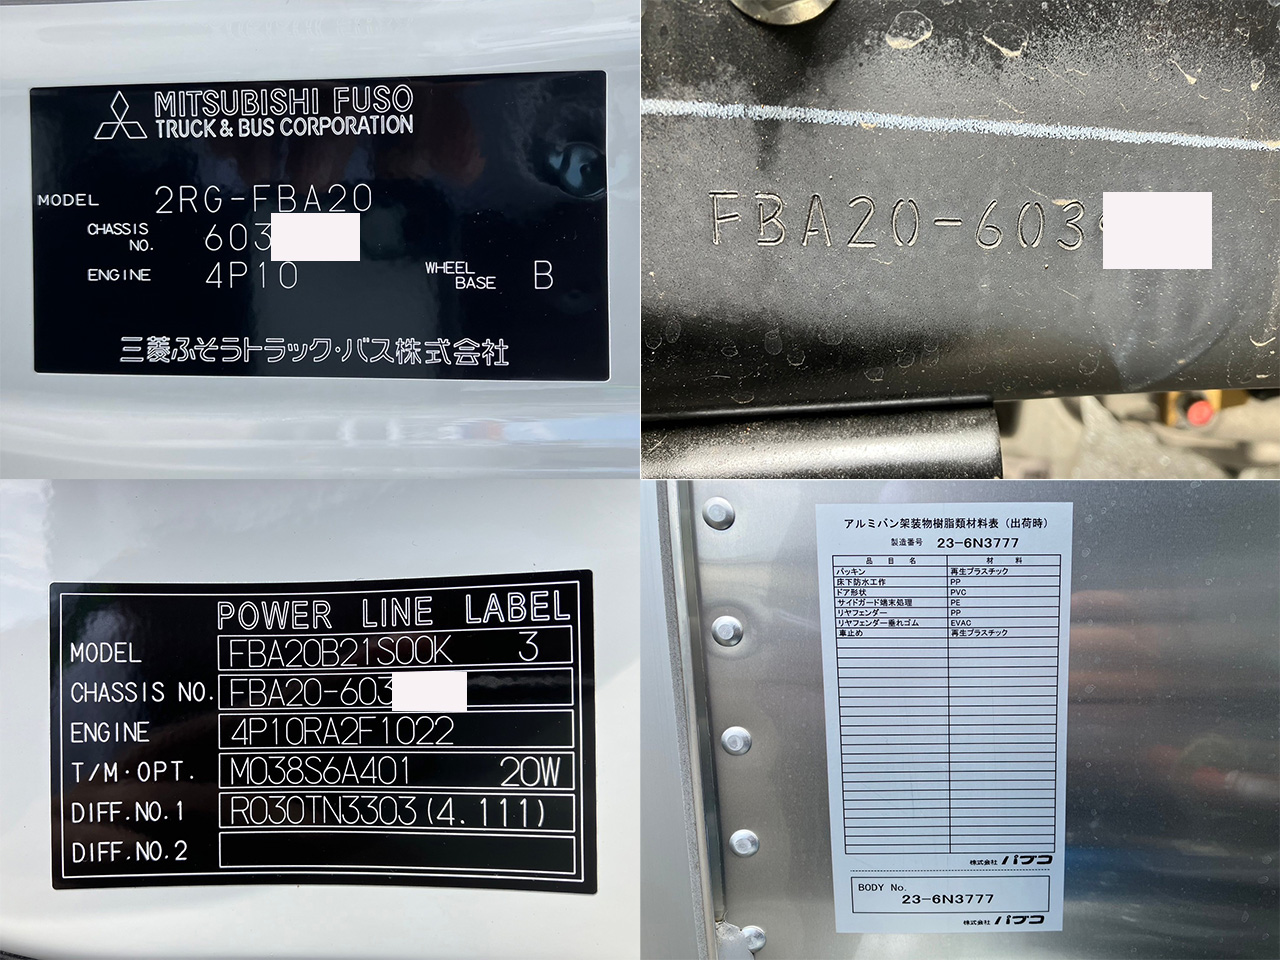 MITSUBISHI FUSO
TRUCK & BUS CORPORATION
MODEL 2RG-FBA20
CHASSIS NO. 603
ENGINE 4P10 WHEEL BASE B
三菱ふそうトラック・バス株式会社
FBA20-603
POWER LINE LABEL
MODEL FBA20B21S00K 3
CHASSIS NO. FBA20-603
ENGINE 4P10RA2F1022
T/M・OPT. M038S6A401 20W
DIFF.NO.1 R030TN3303(4.111)
DIFF.NO.2
アルミバン架装物樹脂類材料表（出荷時）
製造番号 23-6N3777
品目名 材料
パッキン 再生プラスチック
床下防水工作 PP
ドア形状 PVC
サイドガード端末処理 PE
リヤフェンダー PP
リヤフェンダー垂れゴム EVAC
車止め 再生プラスチック
株式会社 パブコ
BODY No.
23-6N3777
株式会社 パブコ